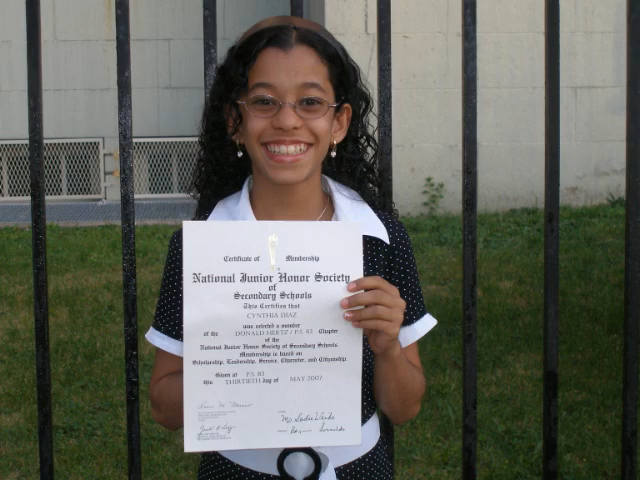 Certificate of Membership
National Junior Honor Society
of
Secondary Schools
This Certifies that
CYNTHIA DIAZ
was selected a member
of the DONALD HERTZ / P.S. 83 Chapter
of the
National Junior Honor Society of Secondary Schools.
Membership is based on
Scholarship, Leadership, Service, Character, and Citizenship.
Given at P.S. 83
this THIRTIETH day of MAY 2007